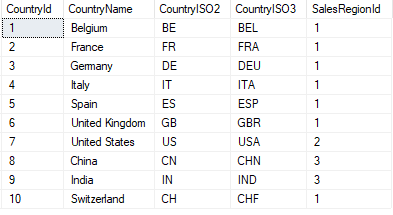 CountryId CountryName CountryISO2 CountryISO3 SalesRegionId
1 Belgium BE BEL 1
2 France FR FRA 1
3 Germany DE DEU 1
4 Italy IT ITA 1
5 Spain ES ESP 1
6 United Kingdom GB GBR 1
7 United States US USA 2
8 China CN CHN 3
9 India IN IND 3
10 Switzerland CH CHF 1